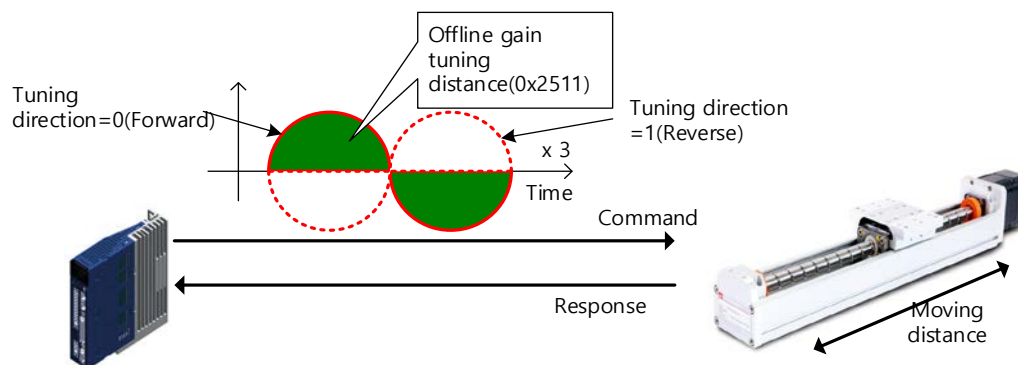 Offline gain
tuning
distance(0x2511)
Tuning
direction=0(Forward)
Tuning direction
=1(Reverse)
x 3
Time
Command
Response
Moving
distance